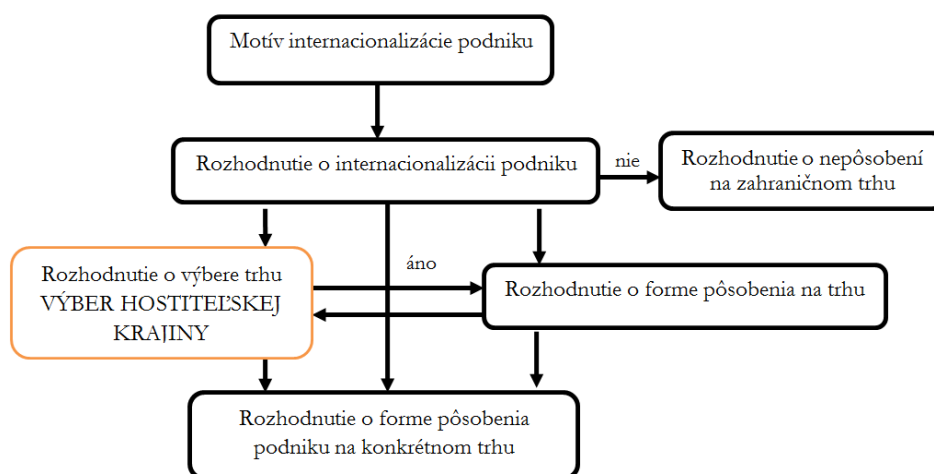 Motív internacionalizácie podniku
Rozhodnutie o internacionalizácii podniku
nie
Rozhodnutie o nepôsobení
na zahraničnom trhu
Rozhodnutie o výbere trhu
VÝBER HOSTITEĽSKEJ
KRAJINY
áno
Rozhodnutie o forme pôsobenia na trhu
Rozhodnutie o forme pôsobenia
podniku na konkrétnom trhu